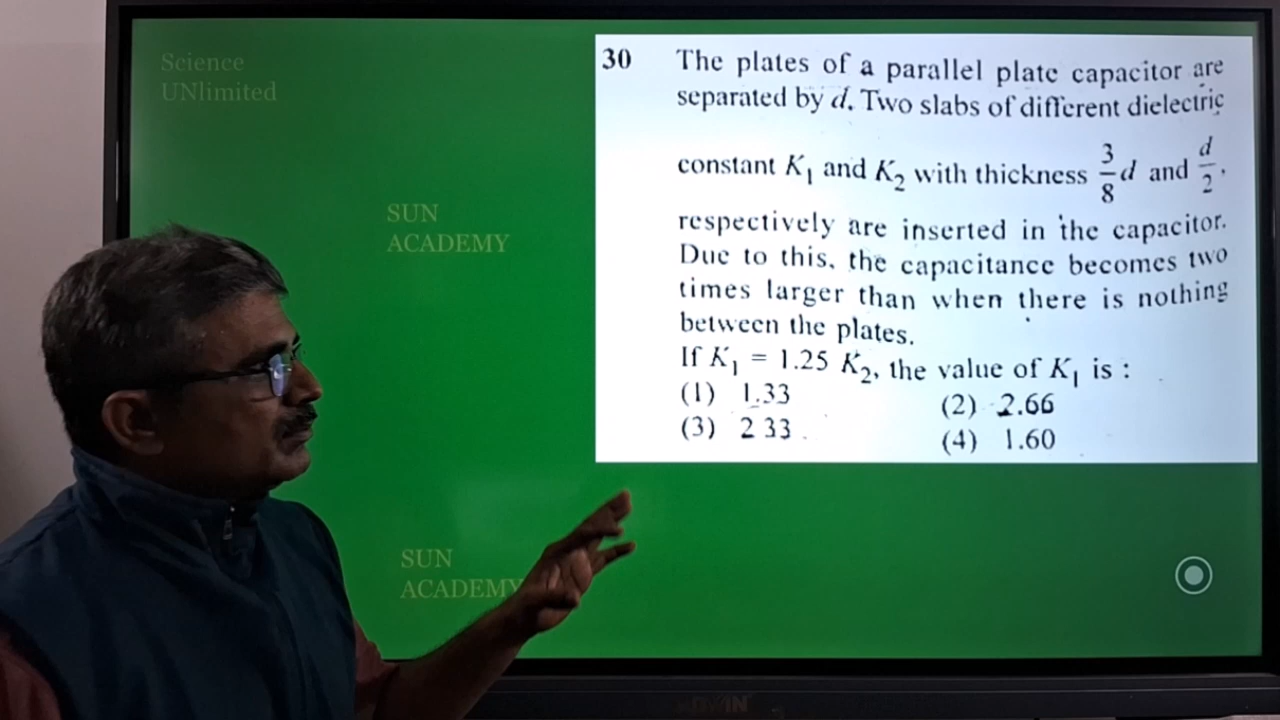 Science
UNlimited
SUN
ACADEMY
SUN
ACADEMY
30 The plates of a parallel plate capacitor are
separated by d. Two slabs of different dielectric
constant K₁ and K₂ with thickness 3/8 d and d/2,
respectively are inserted in the capacitor.
Due to this, the capacitance becomes two
times larger than when there is nothing
between the plates.
If K₁ = 1.25 K₂, the value of K₁ is :
(1) 1.33 (2) 2.66
(3) 2 33 (4) 1.60